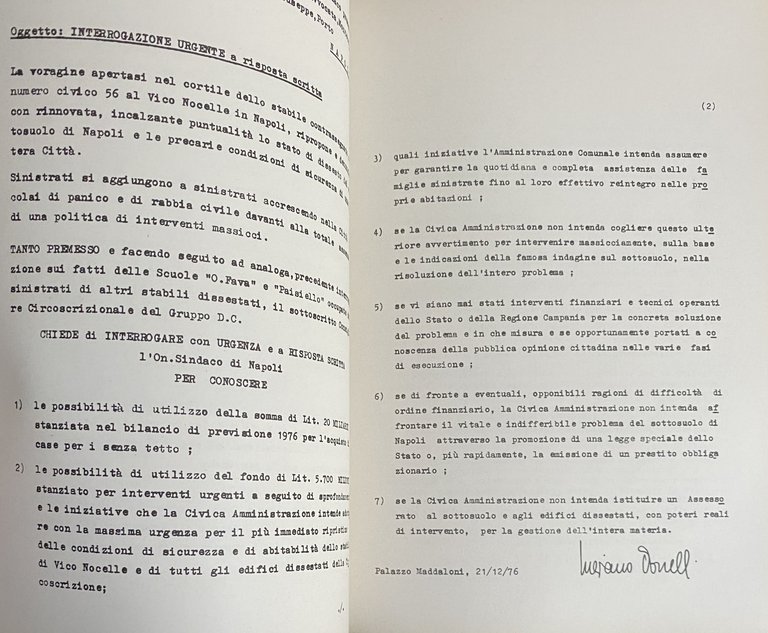 Oggetto: INTERROGAZIONE URGENTE a risposta scritta
La voragine apertasi nel cortile dello stabile
numero civico 56 al Vico Nocelle in Napoli, ripropone e
con rinnovata, incalzante puntualità lo stato di dissesto
tosuolo di Napoli e le precarie condizioni di sicurezza
tera Città.
Sinistrati si aggiungono a sinistrati accrescendo nella
colai di panico e di rabbia civile davanti alla totale
di una politica di interventi massicci.
TANTO PREMESSO e facendo seguito ad analoga, precedente
zione sui fatti delle Scuole "O.Fava" e "Paisiello"
sinistrati di altri stabili dissestati, il sottoscritto
re Circoscrizionale del Gruppo D.C.
CHIEDE di INTERROGARE con URGENZA e a RISPOSTA SCRITTA
l'On.Sindaco di Napoli
PER CONOSCERE
1) le possibilità di utilizzo della somma di Lit. 20
stanziata nel bilancio di previsione 1976 per l'acquisto
case per i senza tetto ;
2) le possibilità di utilizzo del fondo di Lit. 5.700
stanziato per interventi urgenti a seguito di
e le iniziative che la Civica Amministrazione intende
re con la massima urgenza per il più immediato
delle condizioni di sicurezza e di abitabilità
di Vico Nocelle e di tutti gli edifici dissestati
coscrizione;
./.
(2)
3) quali iniziative l'Amministrazione Comunale intenda assumere
per garantire la quotidiana e completa assistenza delle fa
miglie sinistrate fino al loro effettivo reintegro nelle pro
prie abitazioni ;
4) se la Civica Amministrazione non intenda cogliere questo ulte
riore avvertimento per intervenire massicciamente, sulla base
e le indicazioni della famosa indagine sul sottosuolo, nella
risoluzione dell'intero problema ;
5) se vi siano mai stati interventi finanziari e tecnici operanti
dello Stato o della Regione Campania per la concreta soluzione
del problema e in che misura e se opportunamente portati a co
noscenza della pubblica opinione cittadina nelle varie fasi
di esecuzione ;
6) se di fronte a eventuali, opponibili ragioni di difficoltà di
ordine finanziario, la Civica Amministrazione non intenda af
frontare il vitale e indifferibile problema del sottosuolo di
Napoli attraverso la promozione di una legge speciale dello
Stato o, più rapidamente, la emissione di un prestito obbliga
zionario ;
7) se la Civica Amministrazione non intenda istituire un Assesso
rato al sottosuolo e agli edifici dissestati, con poteri reali
di intervento, per la gestione dell'intera materia.
Palazzo Maddaloni, 21/12/76